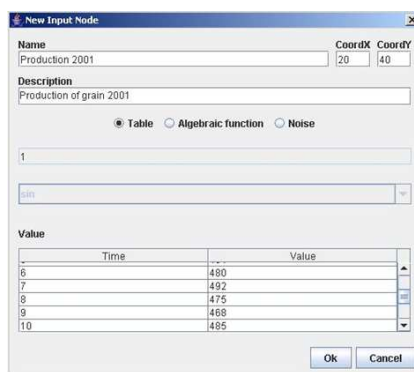 New Input Node
Name CoordX CoordY
Production 2001 20 40
Description
Production of grain 2001
Table Algebraic function Noise
1
sin
Value
Time Value
6 480
7 492
8 475
9 468
10 485
Ok Cancel